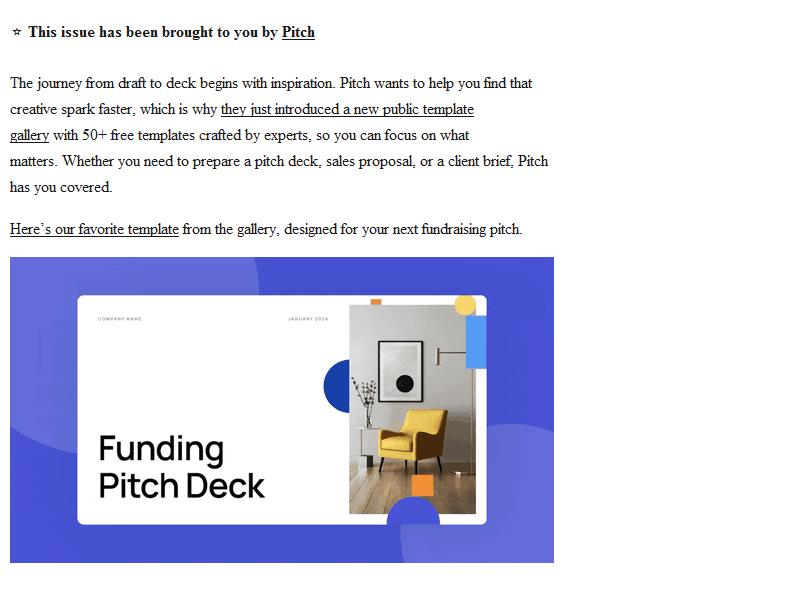 ☆ This issue has been brought to you by Pitch
The journey from draft to deck begins with inspiration. Pitch wants to help you find that
creative spark faster, which is why they just introduced a new public template
gallery with 50+ free templates crafted by experts, so you can focus on what
matters. Whether you need to prepare a pitch deck, sales proposal, or a client brief, Pitch
has you covered.
Here's our favorite template from the gallery, designed for your next fundraising pitch.
COMPANY NAME
JANUARY 2024
Funding
Pitch Deck